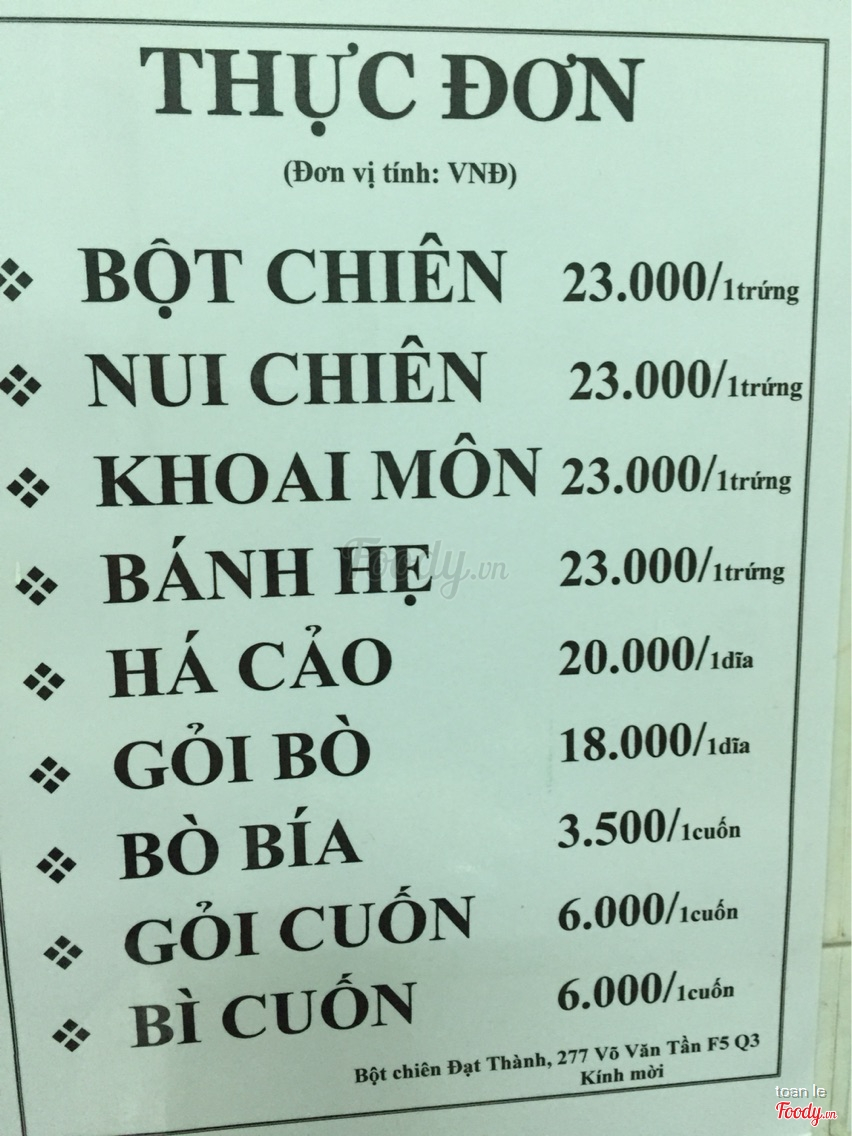 THỰC ĐƠN
(Đơn vị tính: VNĐ)
❖ BỘT CHIÊN 23.000/1trứng
❖ NUI CHIÊN 23.000/1trứng
❖ KHOAI MÔN 23.000/1trứng
❖ BÁNH HẸ 23.000/1trứng
Foody.vn
❖ HÁ CẢO 20.000/1dĩa
❖ GỎI BÒ 18.000/1dĩa
❖ BÒ BÍA 3.500/1cuốn
❖ GỎI CUỐN 6.000/1cuốn
❖ BÌ CUỐN 6.000/1cuốn
Bột chiên Đạt Thành, 277 Võ Văn Tần F5 Q3
Kính mời
toan le
Foody.vn